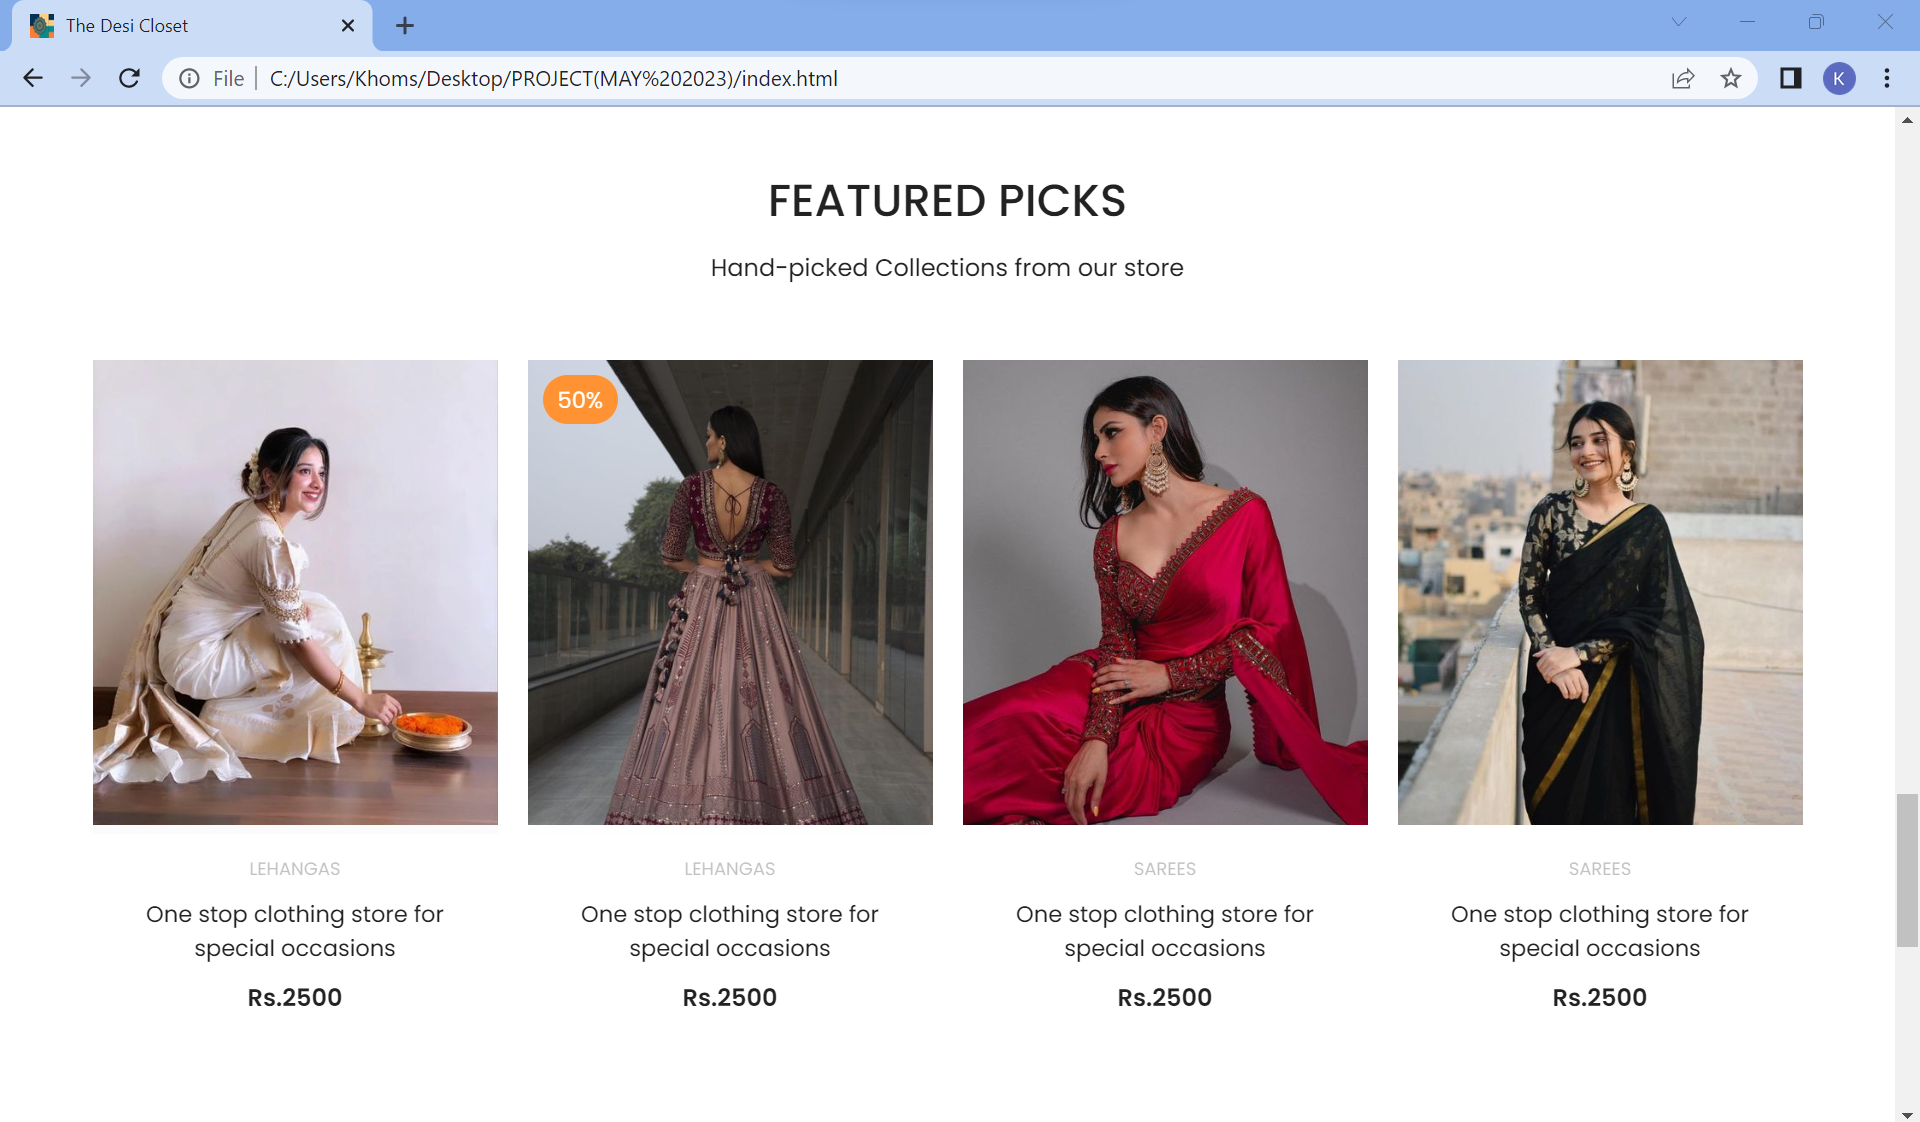 The Desi Closet
File
C:/Users/Khoms/Desktop/PROJECT(MAY%202023)/index.html
K
FEATURED PICKS
Hand-picked Collections from our store
50%
LEHANGAS
One stop clothing store for
special occasions
Rs.2500
LEHANGAS
One stop clothing store for
special occasions
Rs.2500
SAREES
One stop clothing store for
special occasions
Rs.2500
SAREES
One stop clothing store for
special occasions
Rs.2500